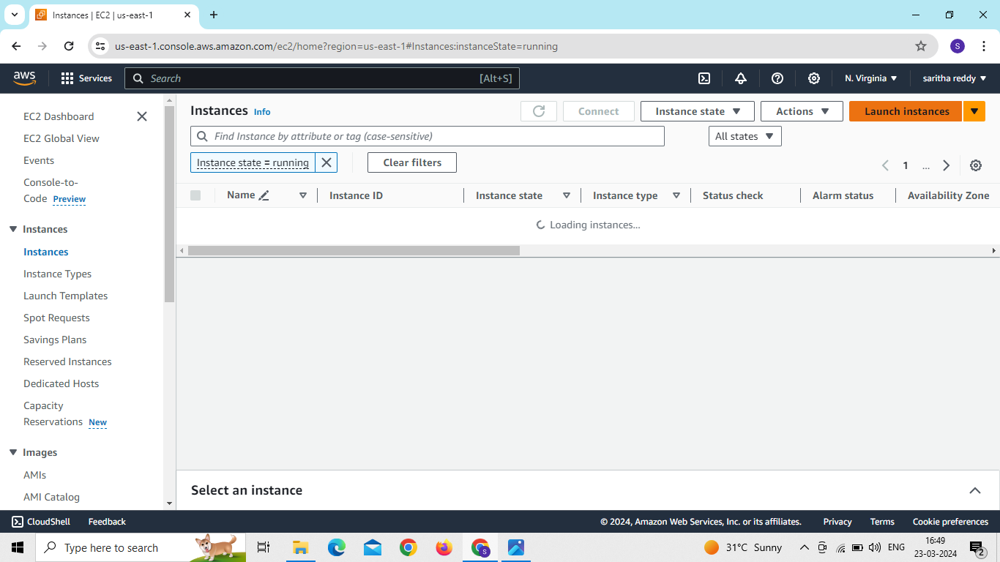 Instances | EC2 | us-east-1
us-east-1.console.aws.amazon.com/ec2/home?region=us-east-1#Instances:instanceState=running
S
aws
Services
Search
[Alt+S]
N. Virginia
saritha reddy
EC2 Dashboard
EC2 Global View
Events
Console-to-
Code Preview
Instances
Instances
Instance Types
Launch Templates
Spot Requests
Savings Plans
Reserved Instances
Dedicated Hosts
Capacity
Reservations New
Images
AMIs
AMI Catalog
Instances Info
Connect
Instance state
Actions
Launch instances
Find Instance by attribute or tag (case-sensitive)
All states
Instance state = running
Clear filters
1
...
Name
Instance ID
Instance state
Instance type
Status check
Alarm status
Availability Zone
Loading instances...
Select an instance
CloudShell
Feedback
© 2024, Amazon Web Services, Inc. or its affiliates.
Privacy
Terms
Cookie preferences
Type here to search
S
31°C Sunny
ENG
16:49
23-03-2024
2